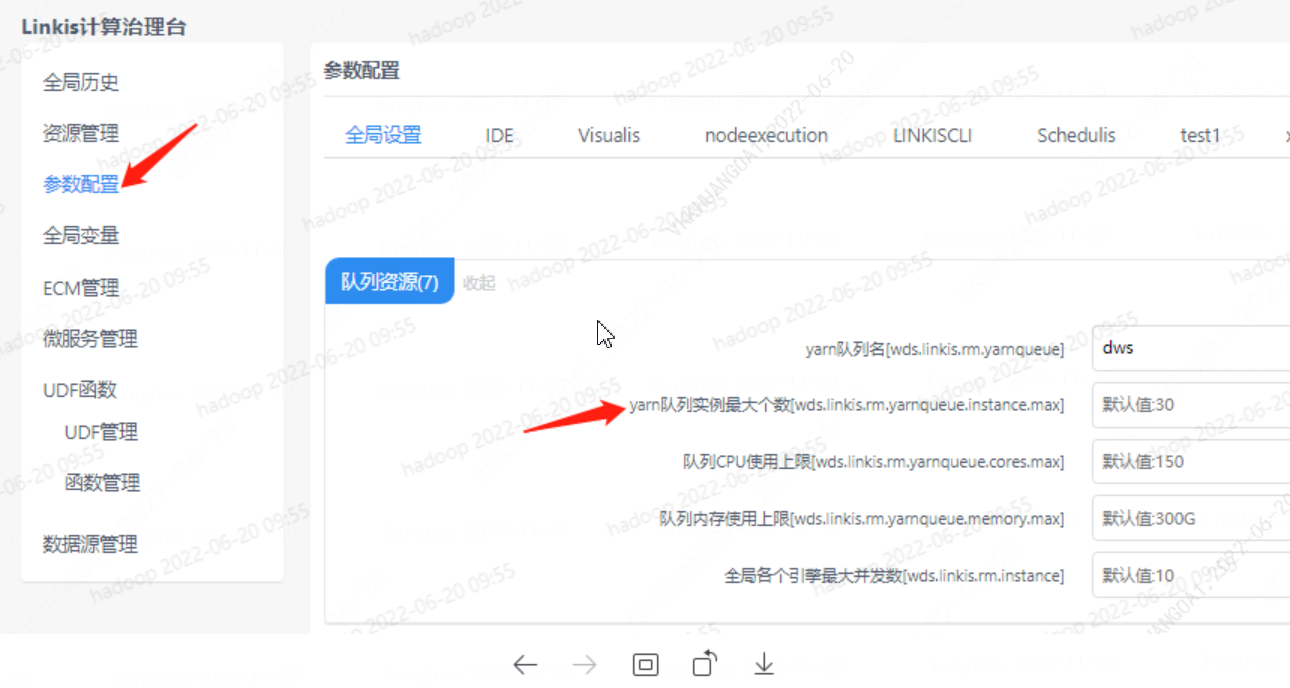 Linkis计算治理台
全局历史
资源管理
参数配置
全局变量
ECM管理
微服务管理
UDF函数
UDF管理
函数管理
数据源管理
参数配置
全局设置 IDE Visualis nodeexecution LINKISCLI Schedulis test1
队列资源(7) 收起
yarn队列名[wds.linkis.rm.yarnqueue] dws
yarn队列实例最大个数[wds.linkis.rm.yarnqueue.instance.max] 默认值:30
队列CPU使用上限[wds.linkis.rm.yarnqueue.cores.max] 默认值:150
队列内存使用上限[wds.linkis.rm.yarnqueue.memory.max] 默认值:300G
全局各个引擎最大并发数[wds.linkis.rm.instance] 默认值:10
hadoop 2022-06-20 09:55